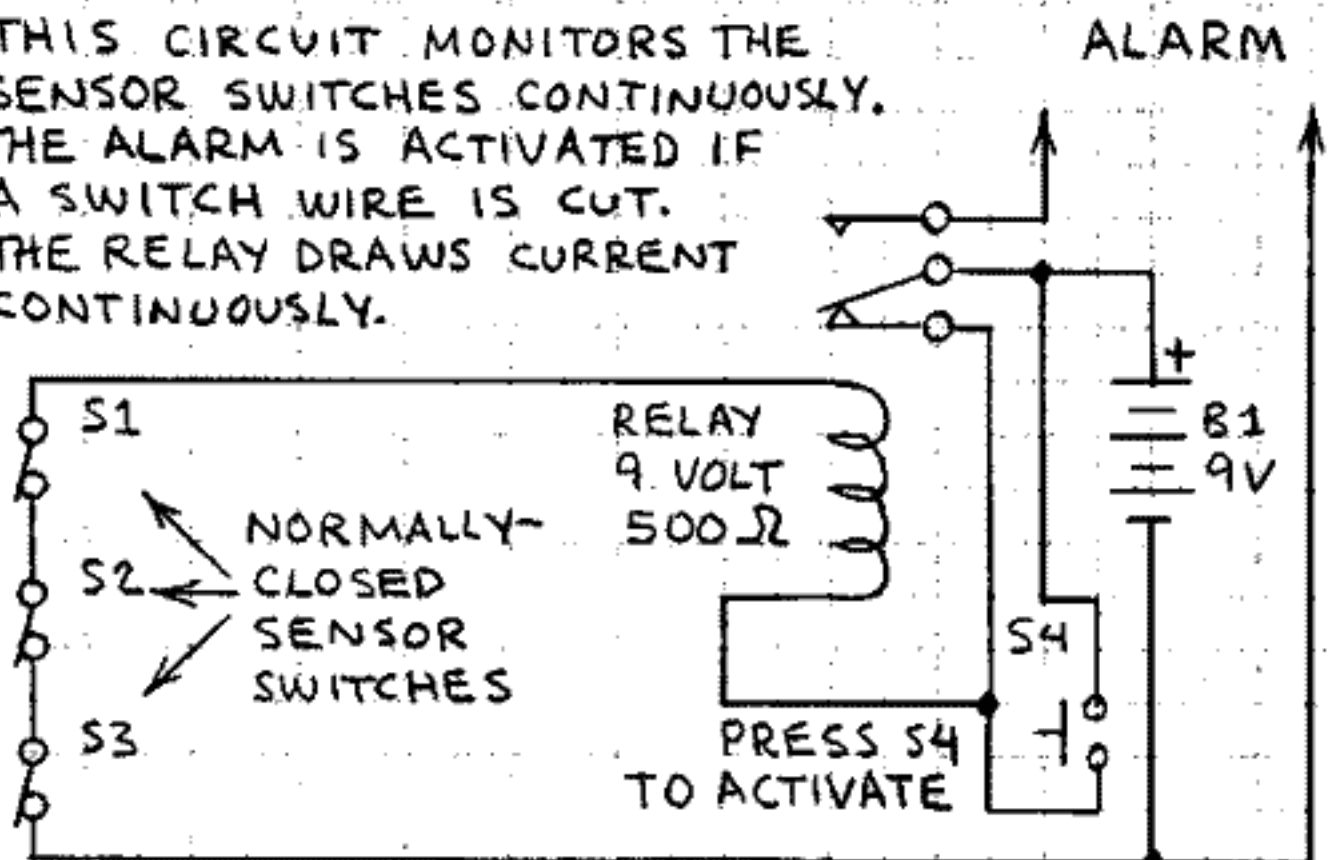 THIS CIRCUIT MONITORS THE
SENSOR SWITCHES CONTINUOUSLY.
THE ALARM IS ACTIVATED IF
A SWITCH WIRE IS CUT.
THE RELAY DRAWS CURRENT
CONTINUOUSLY.
ALARM
+
B1
9V
S1
RELAY
9 VOLT
500Ω
NORMALLY-
CLOSED
SENSOR
SWITCHES
S2
S3
S4
PRESS S4
TO ACTIVATE